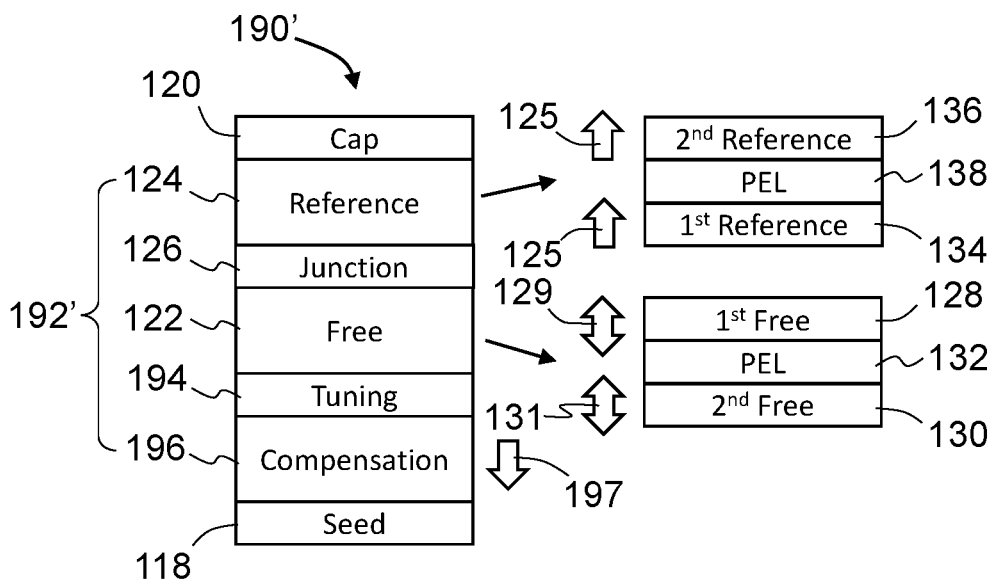 190’
120
Cap
125
2nd Reference
136
192’
124
Reference
PEL
138
125
1st Reference
134
126
Junction
129
1st Free
128
122
Free
PEL
132
194
Tuning
131
2nd Free
130
196
Compensation
197
118
Seed